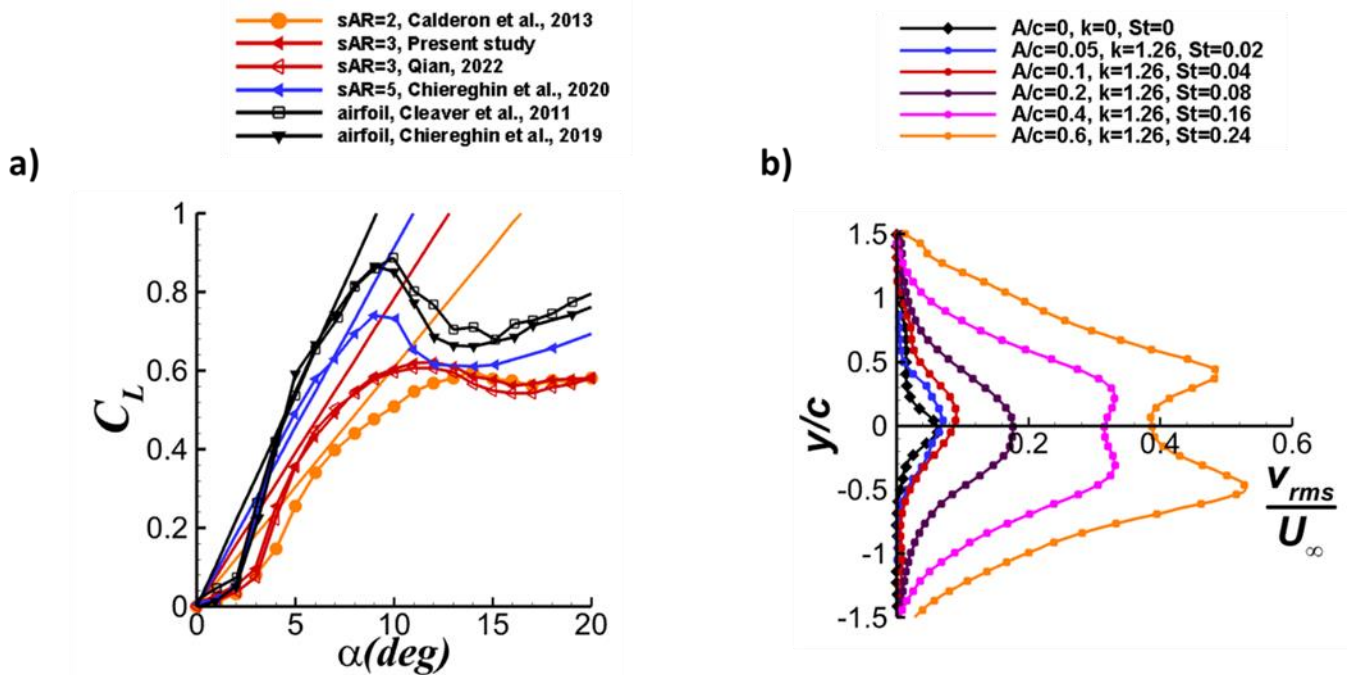 sAR=2, Calderon et al., 2013
sAR=3, Present study
sAR=3, Qian, 2022
sAR=5, Chiereghin et al., 2020
airfoil, Cleaver et al., 2011
airfoil, Chiereghin et al., 2019
a)
1
0.8
0.6
0.4
0.2
0
C_L
0
5
10
15
20
α(deg)
A/c=0, k=0, St=0
A/c=0.05, k=1.26, St=0.02
A/c=0.1, k=1.26, St=0.04
A/c=0.2, k=1.26, St=0.08
A/c=0.4, k=1.26, St=0.16
A/c=0.6, k=1.26, St=0.24
b)
1.5
1
0.5
0
-0.5
-1
-1.5
y/c
0
0.2
0.4
0.6
v_rms
U_∞